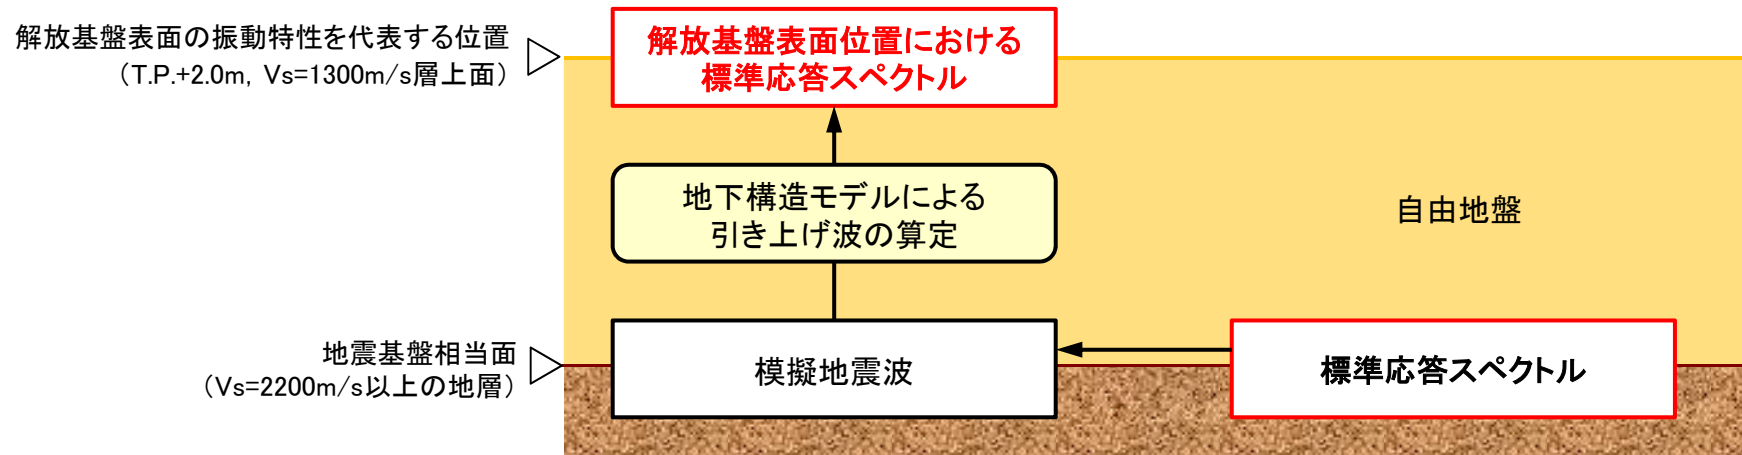 解放基盤表面の振動特性を代表する位置
（T.P.+2.0m, Vs=1300m/s層上面）
解放基盤表面位置における
標準応答スペクトル
地下構造モデルによる
引き上げ波の算定
自由地盤
地震基盤相当面
（Vs=2200m/s以上の地層）
模擬地震波
標準応答スペクトル